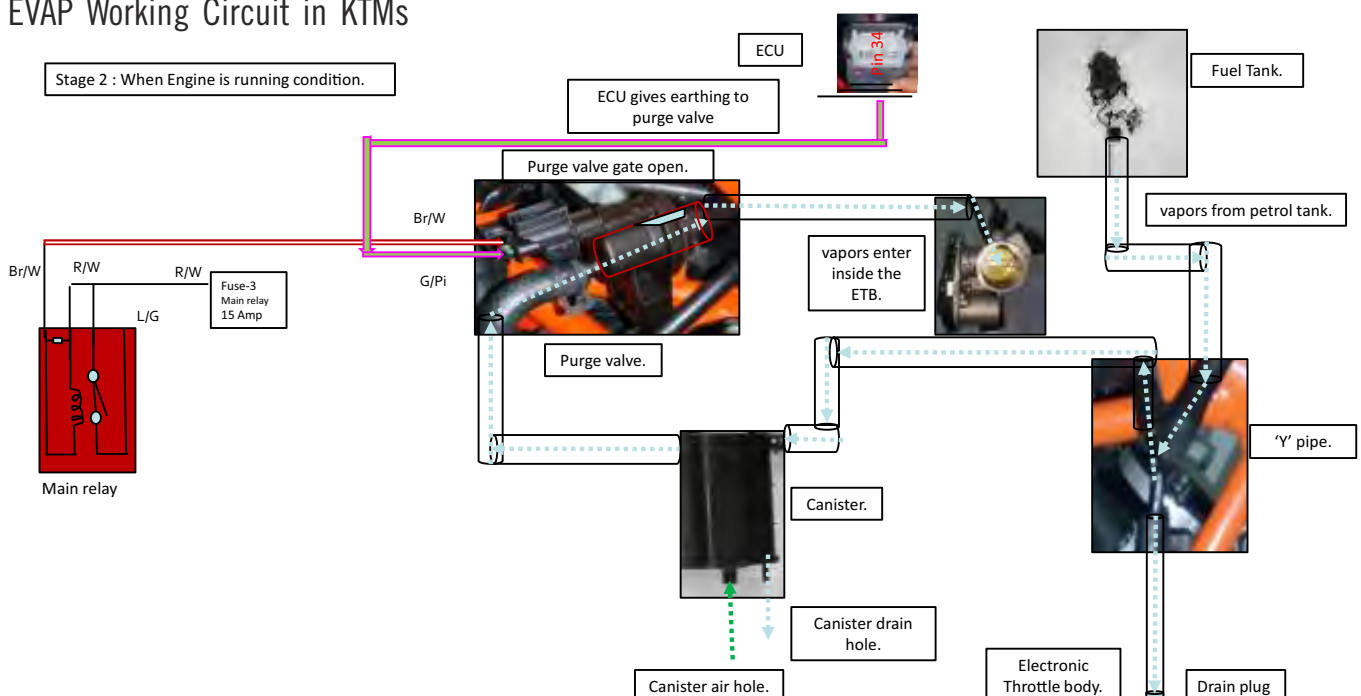 EVAP Working Circuit in KTMs
Stage 2 : When Engine is running condition.
ECU
Pin 34
Fuel Tank.
ECU gives earthing to
purge valve
Purge valve gate open.
vapors from petrol tank.
Br/W
G/Pi
vapors enter
inside the
ETB.
Br/W
R/W
R/W
Fuse-3
Main relay
15 Amp
L/G
Purge valve.
'Y' pipe.
Main relay
Canister.
Canister drain
hole.
Canister air hole.
Electronic
Throttle body.
Drain plug